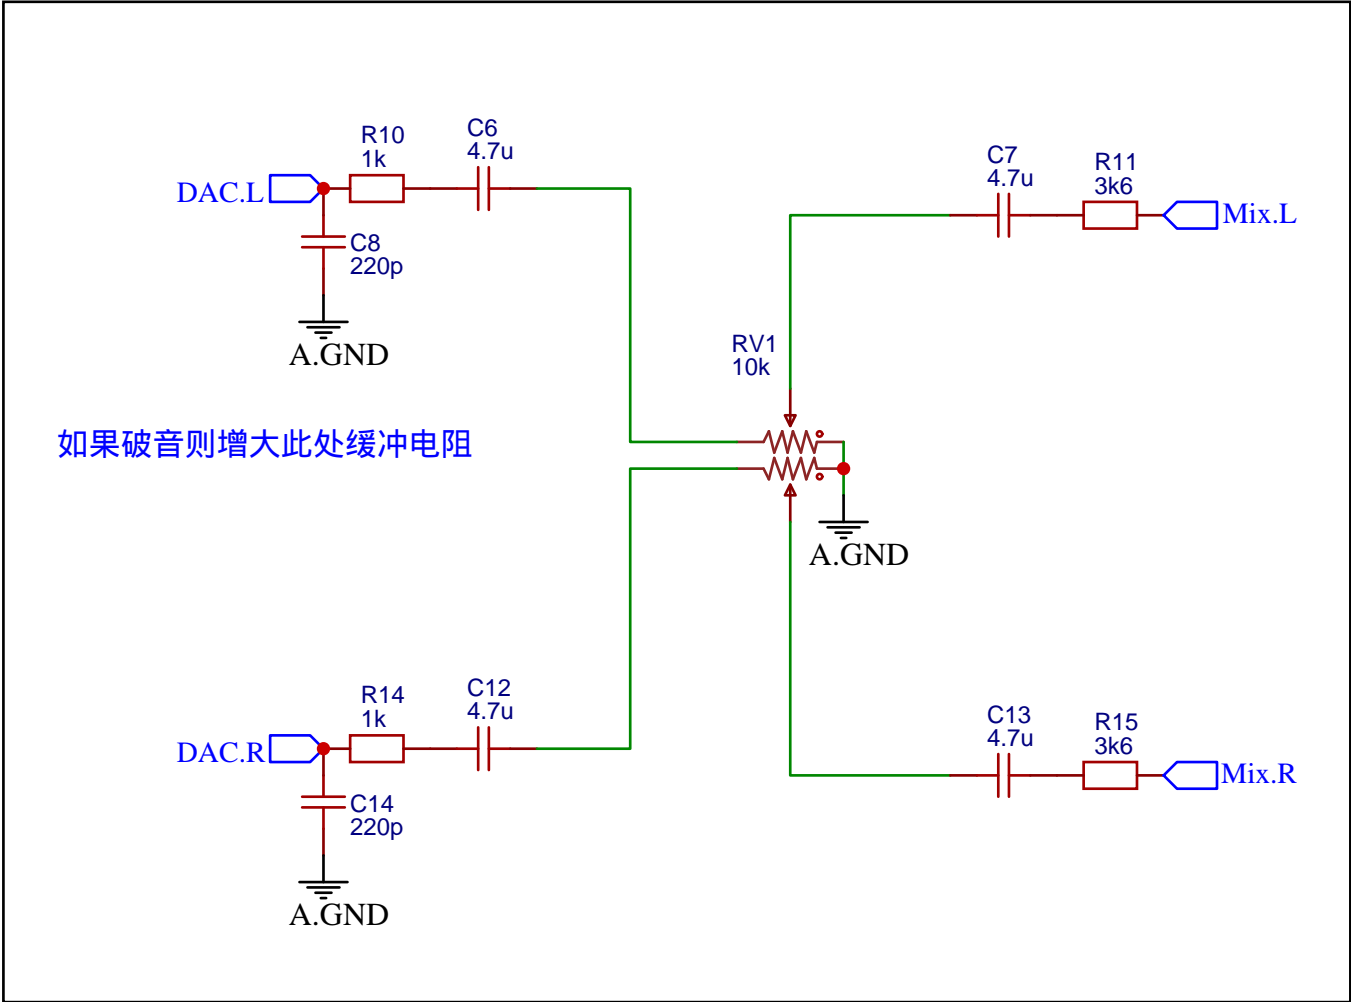 R10
1k
C6
4.7u
DAC.L
C8
220p
A.GND
C7
4.7u
R11
3k6
Mix.L
RV1
10k
如果破音则增大此处缓冲电阻
A.GND
R14
1k
C12
4.7u
DAC.R
C14
220p
A.GND
C13
4.7u
R15
3k6
Mix.R